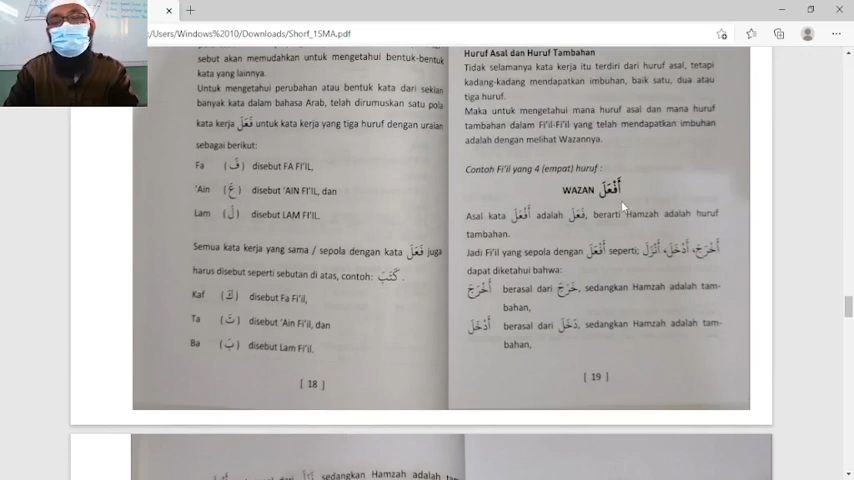 :/Users/Windows%2010/Downloads/Shorf_1SMA.pdf
sebut akan memudahkan untuk mengetahui bentuk-bentuk
kata yang lainnya.
Untuk mengetahui perubahan atau bentuk kata dari sekian
banyak kata dalam bahasa Arab, telah dirumuskan satu pola
kata kerja فَعَلَ untuk kata kerja yang tiga huruf dengan uraian
sebagai berikut:
Fa ( فَ ) disebut FA FI'IL,
'Ain ( عَ ) disebut 'AIN FI'IL, dan
Lam ( لَ ) disebut LAM FI'IL.
Semua kata kerja yang sama / sepola dengan kata فَعَلَ juga
harus disebut seperti sebutan di atas, contoh: كَتَبَ .
Kaf ( كَ ) disebut Fa Fi'il,
Ta ( تَ ) disebut 'Ain Fi'il, dan
Ba ( بَ ) disebut Lam Fi'il.
[ 18 ]
Huruf Asal dan Huruf Tambahan
Tidak selamanya kata kerja itu terdiri dari huruf asal, tetapi
kadang-kadang mendapatkan imbuhan, baik satu, dua atau
tiga huruf.
Maka untuk mengetahui mana huruf asal dan mana huruf
tambahan dalam Fi'il-Fi'il yang telah mendapatkan imbuhan
adalah dengan melihat Wazannya.
Contoh Fi'il yang 4 (empat) huruf :
WAZAN أَفْعَلَ
Asal kata أَفْعَلَ adalah فَعَلَ, berarti Hamzah adalah huruf
tambahan.
Jadi Fi'il yang sepola dengan أَفْعَلَ seperti; أَخْرَجَ، أَدْخَلَ، أَنْزَلَ
dapat diketahui bahwa:
أَخْرَجَ berasal dari خَرَجَ, sedangkan Hamzah adalah tam-
bahan,
أَدْخَلَ berasal dari دَخَلَ, sedangkan Hamzah adalah tam-
bahan,
[ 19 ]
sedangkan Hamzah adalah